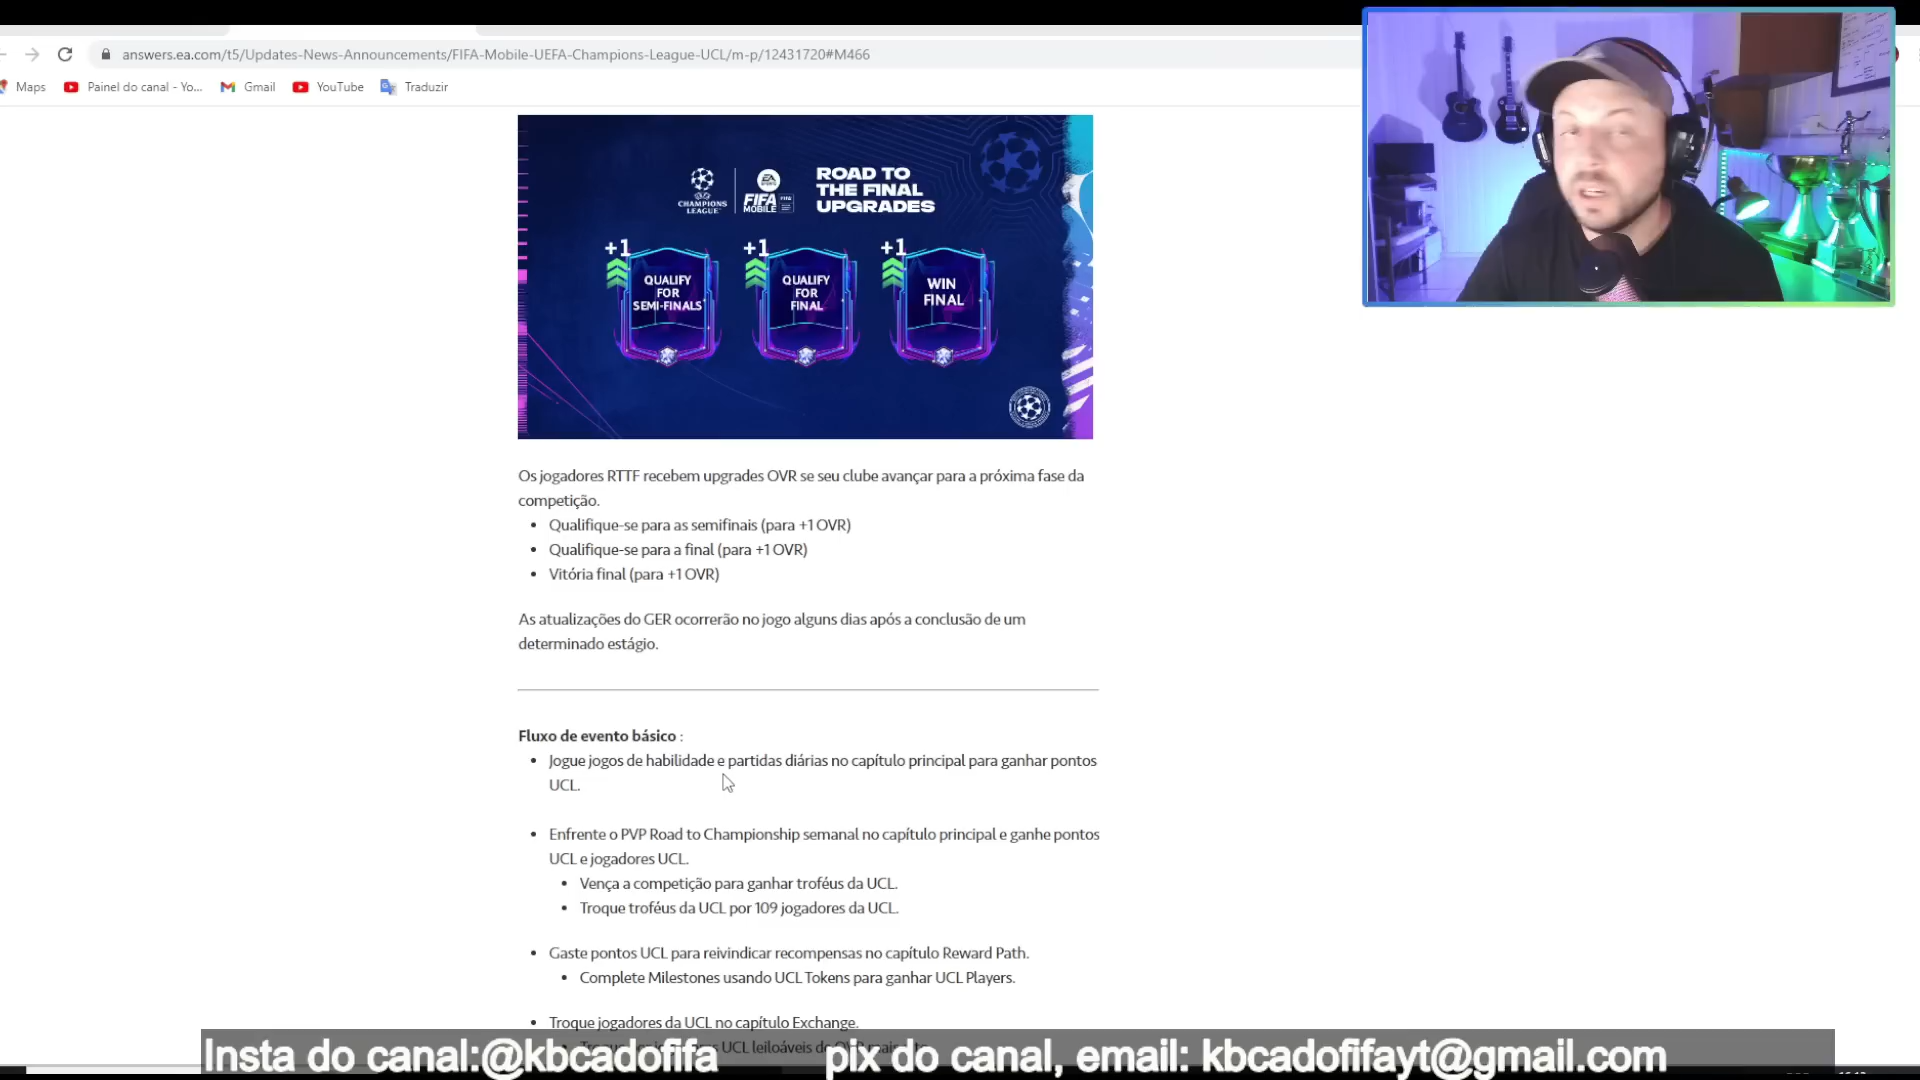 answers.ea.com/t5/Updates-News-Announcements/FIFA-Mobile-UEFA-Champions-League-UCL/m-p/12431720#M466
Maps
Painel do canal - Yo...
Gmail
YouTube
Traduzir
CHAMPIONS LEAGUE
EA SPORTS
FIFA MOBILE
ROAD TO
THE FINAL
UPGRADES
+1
QUALIFY
FOR
SEMI-FINALS
+1
QUALIFY
FOR
FINAL
+1
WIN
FINAL
Os jogadores RTTF recebem upgrades OVR se seu clube avançar para a próxima fase da
competição.
• Qualifique-se para as semifinais (para +1 OVR)
• Qualifique-se para a final (para +1 OVR)
• Vitória final (para +1 OVR)
As atualizações do GER ocorrerão no jogo alguns dias após a conclusão de um
determinado estágio.
Fluxo de evento básico :
• Jogue jogos de habilidade e partidas diárias no capítulo principal para ganhar pontos
UCL.
• Enfrente o PVP Road to Championship semanal no capítulo principal e ganhe pontos
UCL e jogadores UCL.
• Vença a competição para ganhar troféus da UCL.
• Troque troféus da UCL por 109 jogadores da UCL.
• Gaste pontos UCL para reivindicar recompensas no capítulo Reward Path.
• Complete Milestones usando UCL Tokens para ganhar UCL Players.
• Troque jogadores da UCL no capítulo Exchange.
UCL leiloáveis de
Insta do canal:@kbcadofifa pix do canal, email: kbcadofifayt@gmail.com